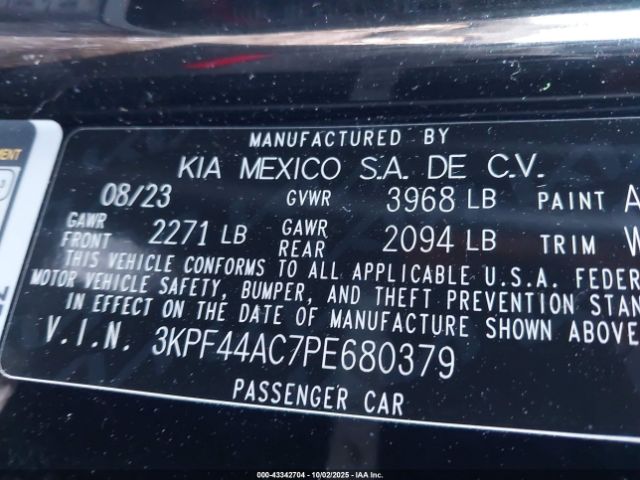 MANUFACTURED BY
KIA MEXICO S.A. DE C.V.
08/23 GVWR 3968 LB PAINT A
GAWR FRONT 2271 LB GAWR REAR 2094 LB TRIM W
THIS VEHICLE CONFORMS TO ALL APPLICABLE U.S.A. FEDER
MOTOR VEHICLE SAFETY, BUMPER, AND THEFT PREVENTION STAN
IN EFFECT ON THE DATE OF MANUFACTURE SHOWN ABOVE
V.I.N. 3KPF44AC7PE680379
PASSENGER CAR
000-43342704 - 10/02/2025 - IAA Inc.